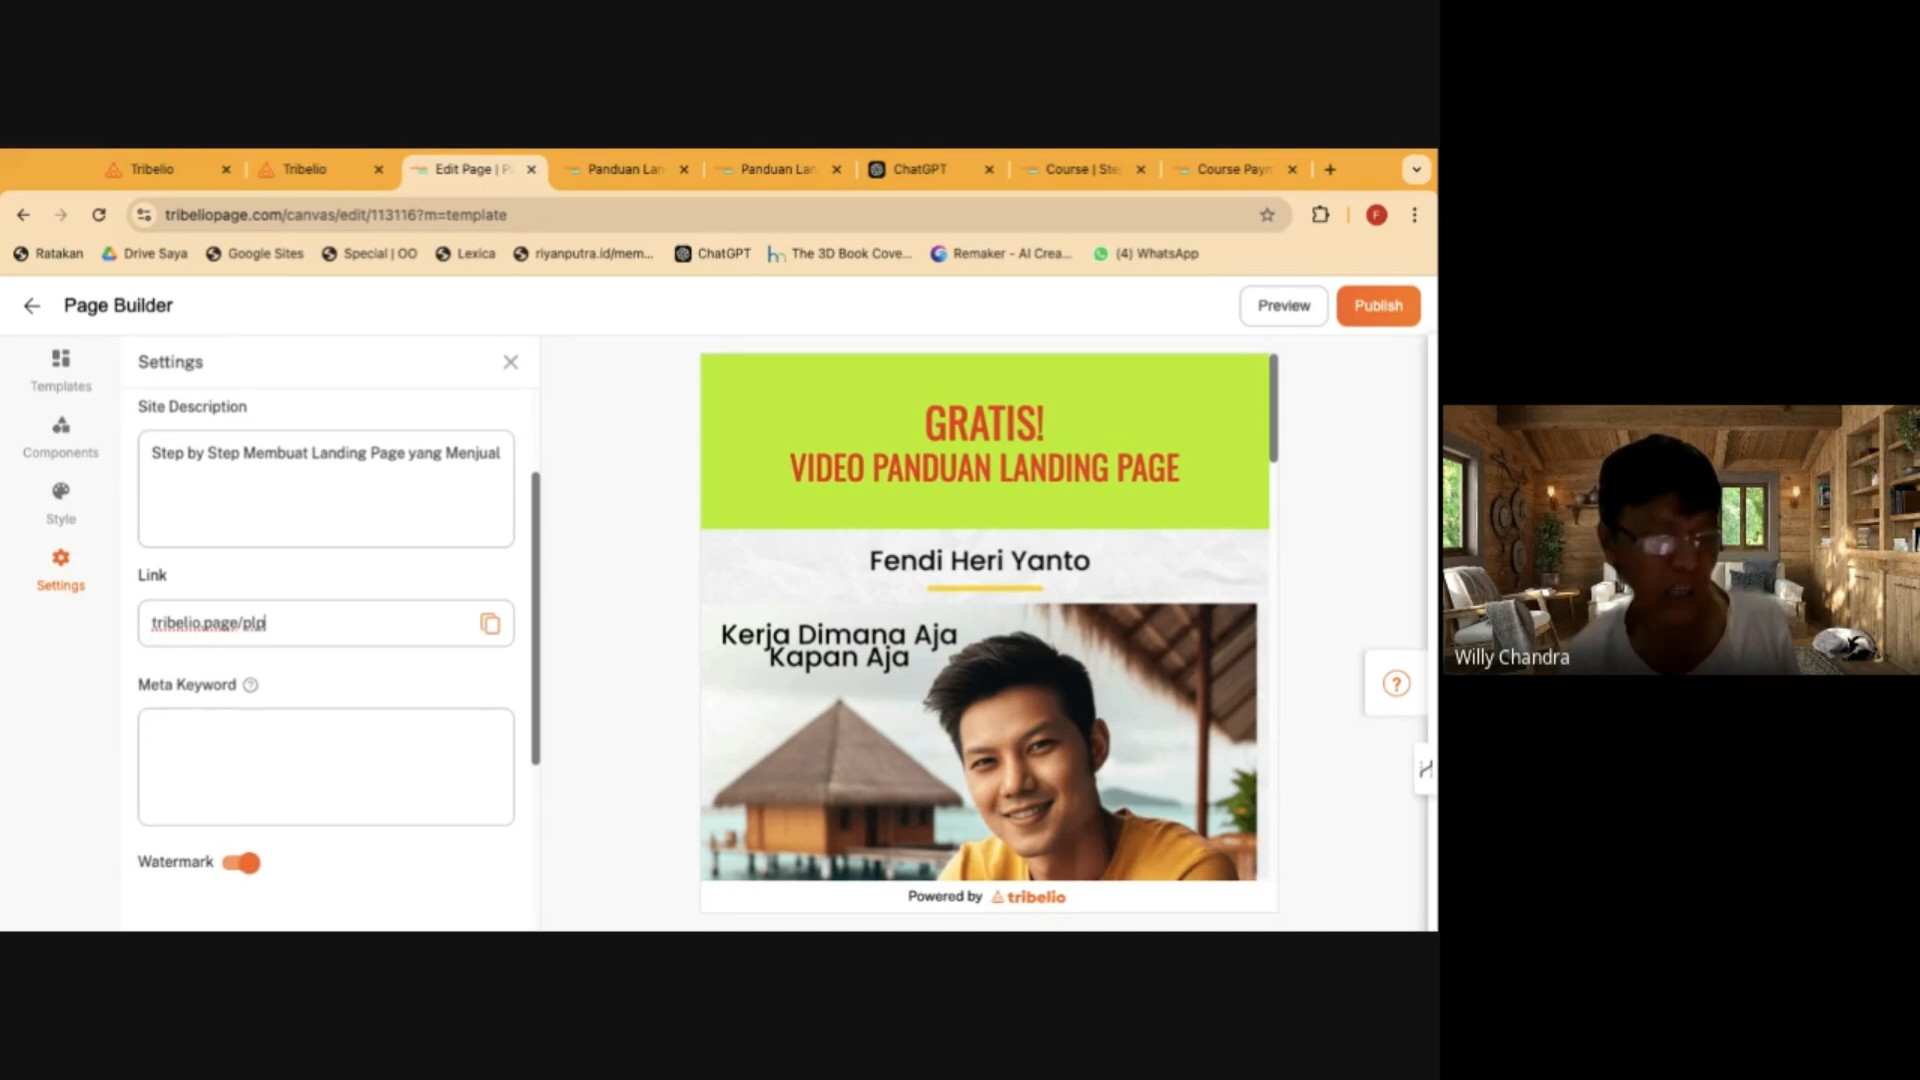 Tribelio
Tribelio
Edit Page | P
Panduan Lan
Panduan Lan
ChatGPT
Course | Ste
Course Paym
tribeliopage.com/canvas/edit/113116?m=template
F
Ratakan
Drive Saya
Google Sites
Special | OO
Lexica
riyanputra.id/mem...
ChatGPT
The 3D Book Cove...
Remaker - AI Crea...
(4) WhatsApp
Page Builder
Preview
Publish
Templates
Components
Style
Settings
Settings
Site Description
Step by Step Membuat Landing Page yang Menjual
Link
tribelio.page/plp
Meta Keyword
Watermark
GRATIS!
VIDEO PANDUAN LANDING PAGE
Fendi Heri Yanto
Kerja Dimana Aja
Kapan Aja
Powered by tribelio
Willy Chandra